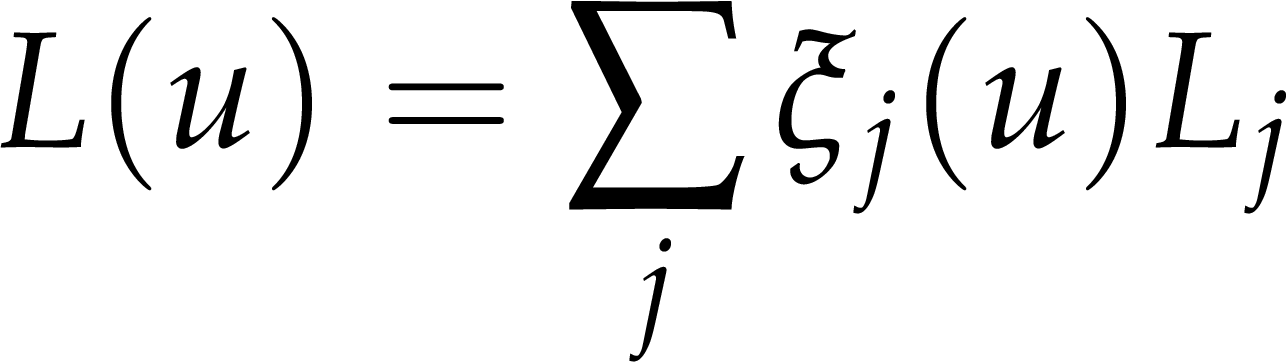 L(u) = ∑_j ξ_j(u) L_j